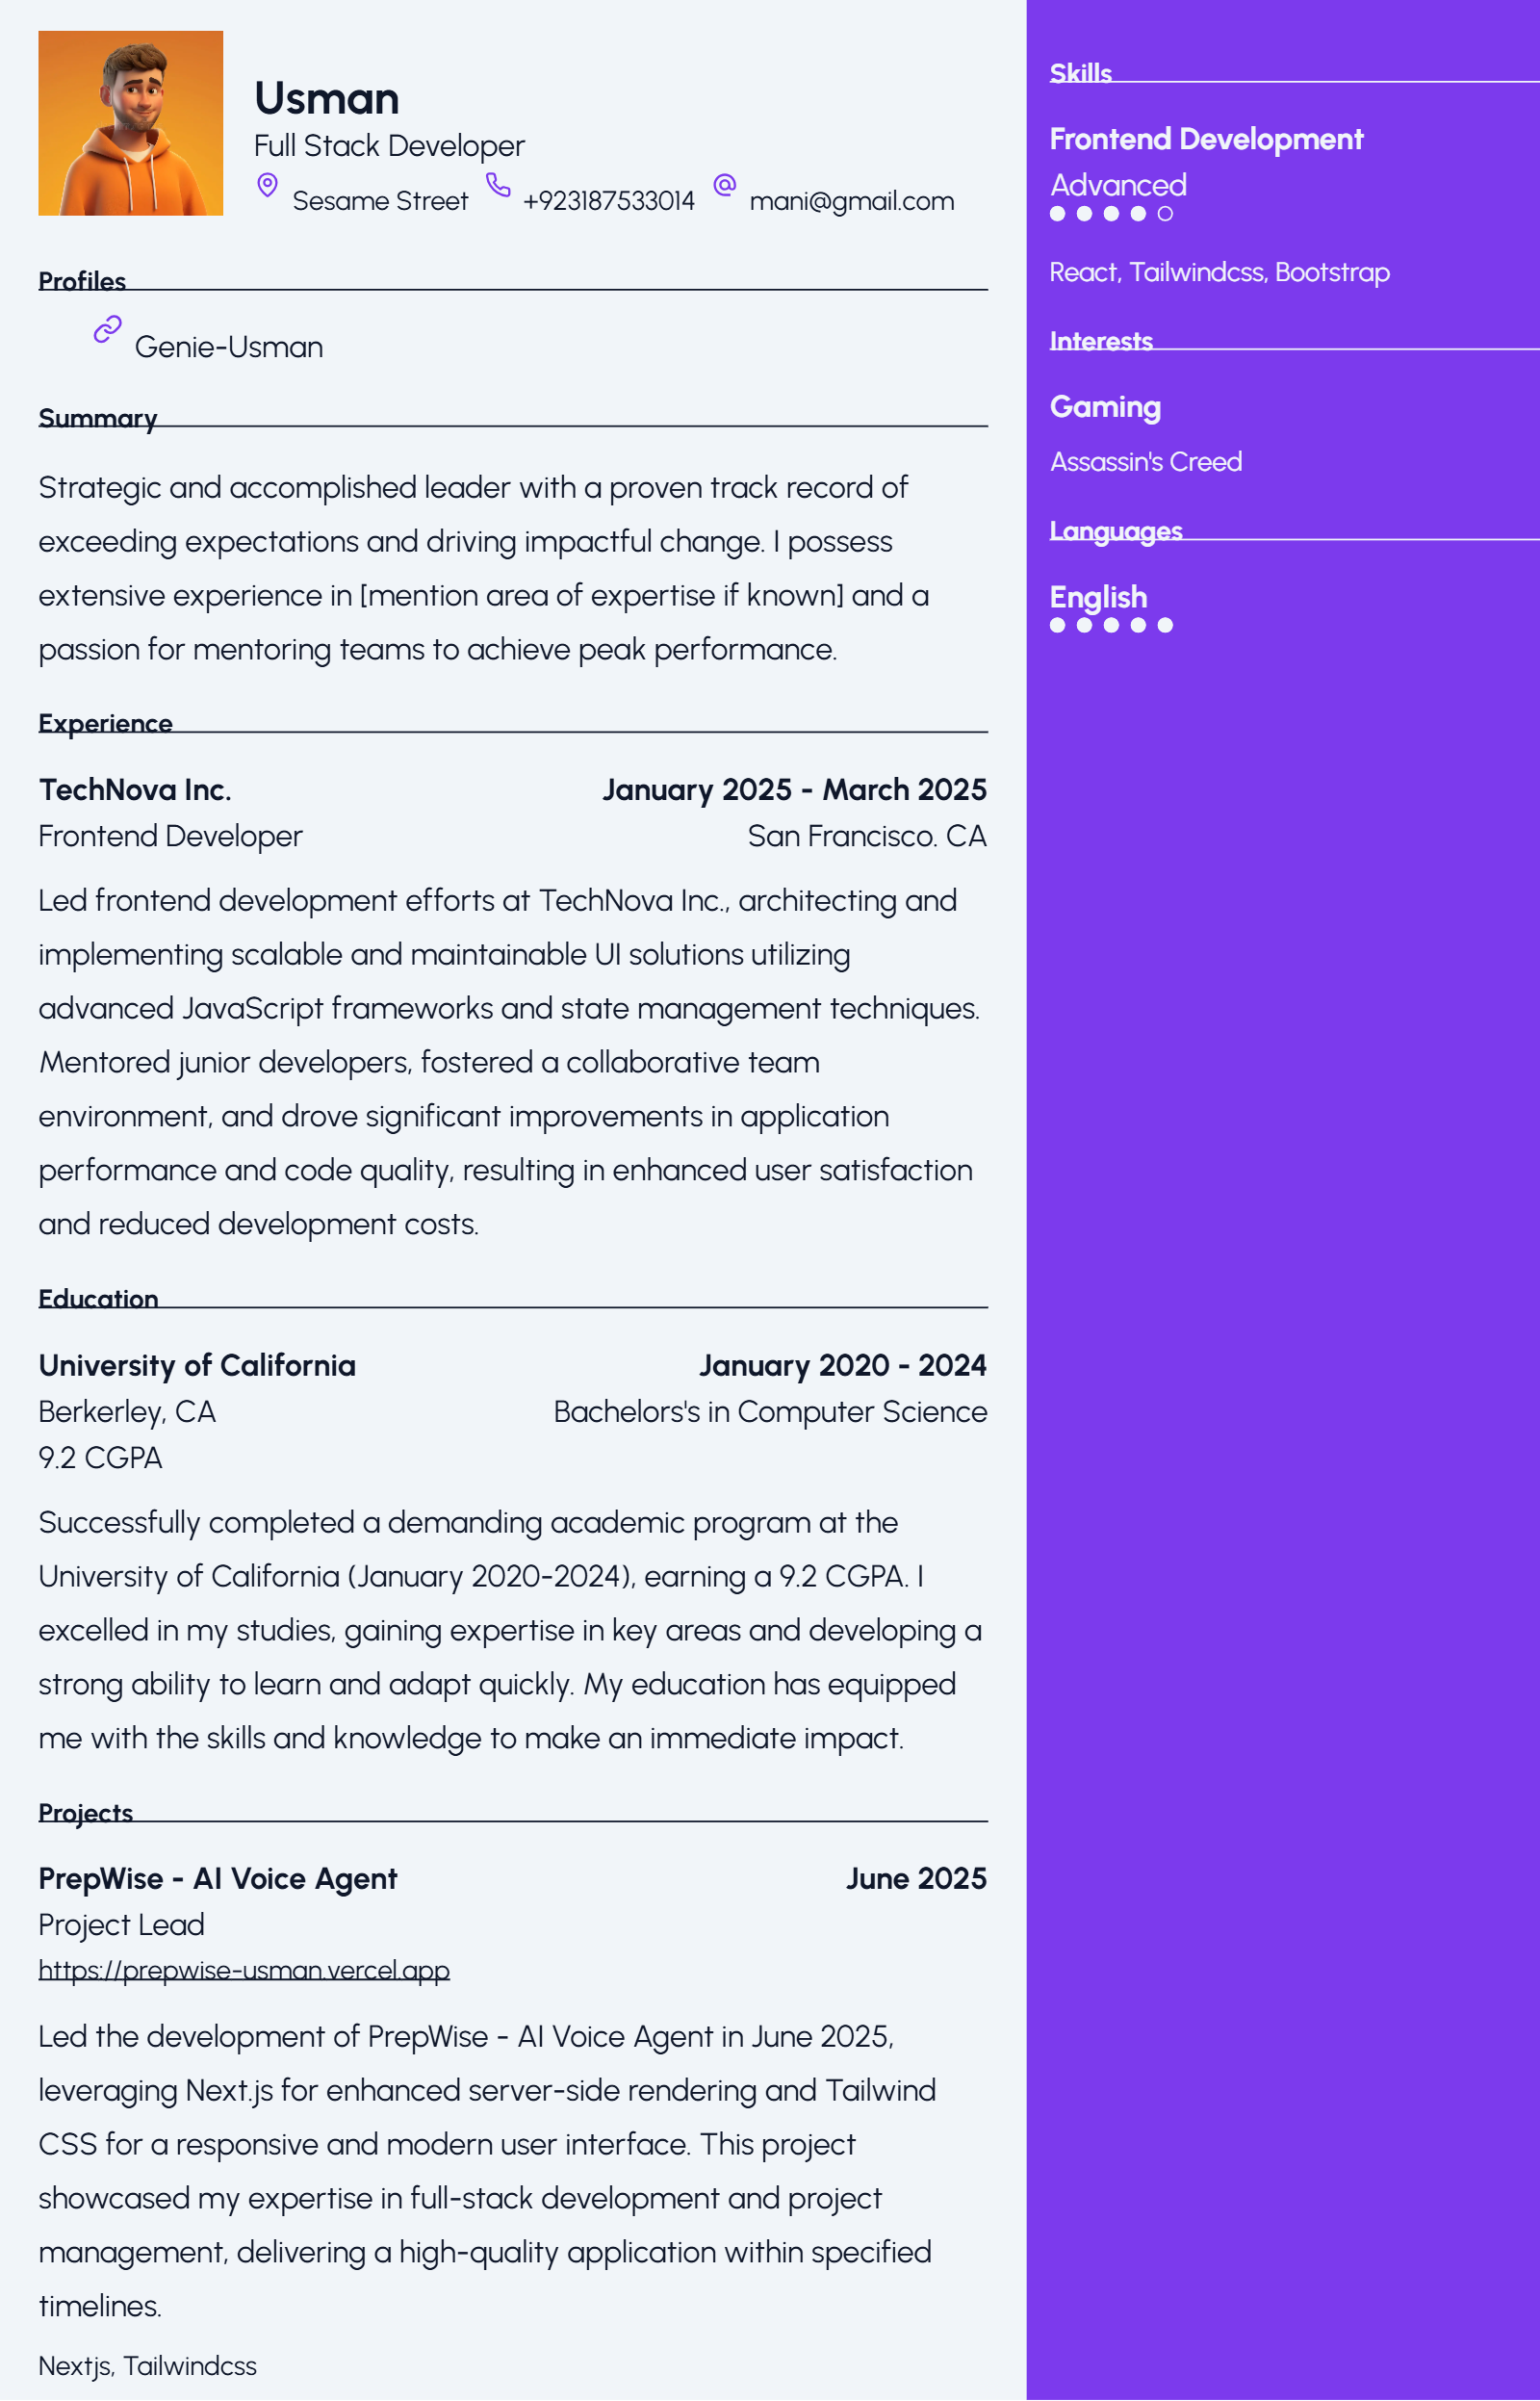 Usman
Full Stack Developer
Sesame Street +923187533014 mani@gmail.com
Profiles
Genie-Usman
Summary
Strategic and accomplished leader with a proven track record of
exceeding expectations and driving impactful change. I possess
extensive experience in [mention area of expertise if known] and a
passion for mentoring teams to achieve peak performance.
Experience
TechNova Inc. January 2025 - March 2025
Frontend Developer San Francisco. CA
Led frontend development efforts at TechNova Inc., architecting and
implementing scalable and maintainable UI solutions utilizing
advanced JavaScript frameworks and state management techniques.
Mentored junior developers, fostered a collaborative team
environment, and drove significant improvements in application
performance and code quality, resulting in enhanced user satisfaction
and reduced development costs.
Education
University of California January 2020 - 2024
Berkerley, CA Bachelors's in Computer Science
9.2 CGPA
Successfully completed a demanding academic program at the
University of California (January 2020-2024), earning a 9.2 CGPA. I
excelled in my studies, gaining expertise in key areas and developing a
strong ability to learn and adapt quickly. My education has equipped
me with the skills and knowledge to make an immediate impact.
Projects
PrepWise - AI Voice Agent June 2025
Project Lead
https://prepwise-usman.vercel.app
Led the development of PrepWise - AI Voice Agent in June 2025,
leveraging Next.js for enhanced server-side rendering and Tailwind
CSS for a responsive and modern user interface. This project
showcased my expertise in full-stack development and project
management, delivering a high-quality application within specified
timelines.
Nextjs, Tailwindcss
Skills
Frontend Development
Advanced
React, Tailwindcss, Bootstrap
Interests
Gaming
Assassin's Creed
Languages
English